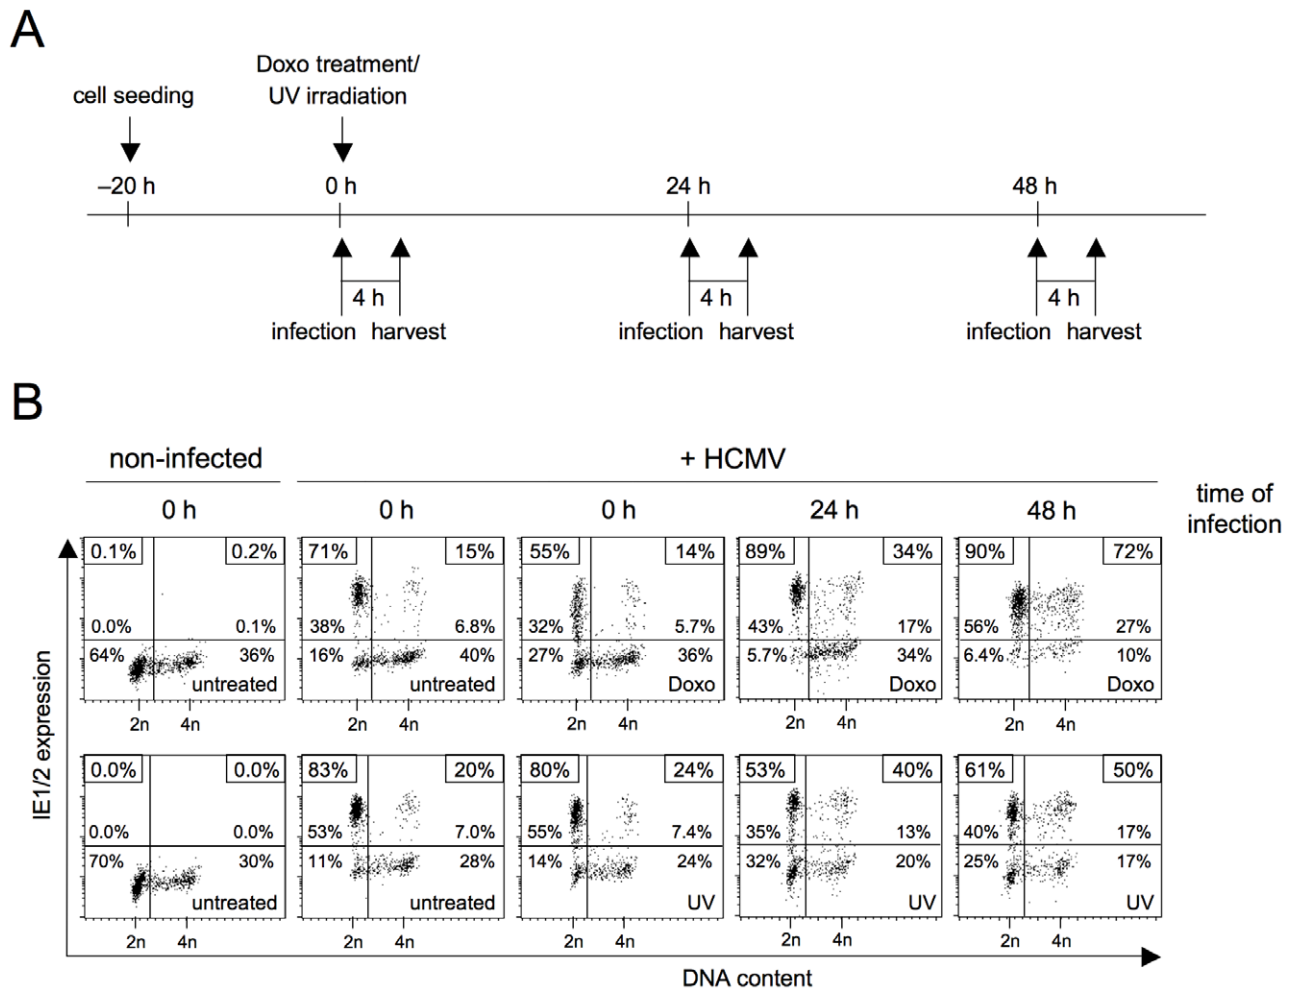 A
Doxo treatment/
cell seeding UV irradiation
–20 h 0 h 24 h 48 h
4 h 4 h 4 h
infection harvest infection harvest infection harvest
B
non-infected + HCMV
0 h 0 h 0 h 24 h 48 h
time of
infection
0.1% 0.2% 71% 15% 55% 14% 89% 34% 90% 72%
0.0% 0.1% 38% 6.8% 32% 5.7% 43% 17% 56% 27%
64% 36% 16% 40% 27% 36% 5.7% 34% 6.4% 10%
untreated untreated Doxo Doxo Doxo
2n 4n 2n 4n 2n 4n 2n 4n 2n 4n
IE1/2 expression
0.0% 0.0% 83% 20% 80% 24% 53% 40% 61% 50%
0.0% 0.0% 53% 7.0% 55% 7.4% 35% 13% 40% 17%
70% 30% 11% 28% 14% 24% 32% 20% 25% 17%
untreated untreated UV UV UV
2n 4n 2n 4n 2n 4n 2n 4n 2n 4n
DNA content